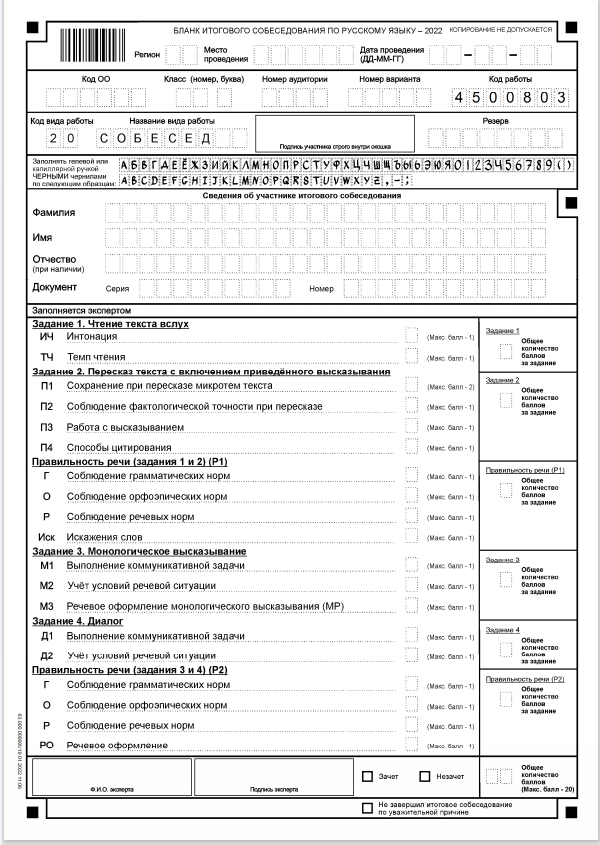 БЛАНК ИТОГОВОГО СОБЕСЕДОВАНИЯ ПО РУССКОМУ ЯЗЫКУ – 2022 КОПИРОВАНИЕ НЕ ДОПУСКАЕТСЯ
Регион Место проведения Дата проведения (ДД-ММ-ГГ) – –
Код ОО Класс (номер, буква) Номер аудитории Номер варианта Код работы
4500803
Код вида работы Название вида работы Резерв
20 СОБЕСЕД
Подпись участника строго внутри окошка
Заполнять гелевой или
капиллярной ручкой
ЧЕРНЫМИ чернилами
по следующим образцам:
АБВГДЕЁЖЗИЙКЛМНОПРСТУФХЦЧШЩЪЫЬЭЮЯ0123456789()
ABCDEFGHIJKLMNOPQRSTUVWXYZ,-;
Сведения об участнике итогового собеседования
Фамилия
Имя
Отчество
(при наличии)
Документ Серия Номер
Заполняется экспертом
Задание 1. Чтение текста вслух
ИЧ Интонация (Макс. балл - 1)
ТЧ Темп чтения (Макс. балл - 1)
Задание 1
Общее
количество
баллов
за задание
Задание 2. Пересказ текста с включением приведённого высказывания
П1 Сохранение при пересказе микротем текста (Макс. балл - 2)
П2 Соблюдение фактологической точности при пересказе (Макс. балл - 1)
П3 Работа с высказыванием (Макс. балл - 1)
П4 Способы цитирования (Макс. балл - 1)
Задание 2
Общее
количество
баллов
за задание
Правильность речи (задания 1 и 2) (Р1)
Г Соблюдение грамматических норм (Макс. балл - 1)
О Соблюдение орфоэпических норм (Макс. балл - 1)
Р Соблюдение речевых норм (Макс. балл - 1)
Иск Искажения слов (Макс. балл - 1)
Правильность речи (Р1)
Общее
количество
баллов
за задание
Задание 3. Монологическое высказывание
М1 Выполнение коммуникативной задачи (Макс. балл - 1)
М2 Учёт условий речевой ситуации (Макс. балл - 1)
М3 Речевое оформление монологического высказывания (МР) (Макс. балл - 1)
Задание 3
Общее
количество
баллов
за задание
Задание 4. Диалог
Д1 Выполнение коммуникативной задачи (Макс. балл - 1)
Д2 Учёт условий речевой ситуации (Макс. балл - 1)
Задание 4
Общее
количество
баллов
за задание
Правильность речи (задания 3 и 4) (Р2)
Г Соблюдение грамматических норм (Макс. балл - 1)
О Соблюдение орфоэпических норм (Макс. балл - 1)
Р Соблюдение речевых норм (Макс. балл - 1)
РО Речевое оформление (Макс. балл 1)
Правильность речи (Р2)
Общее
количество
баллов
за задание
Ф.И.О. эксперта Подпись эксперта
Зачет Незачет
Общее
количество
баллов
(Макс. балл - 20)
Не завершил итоговое собеседование
по уважительной причине